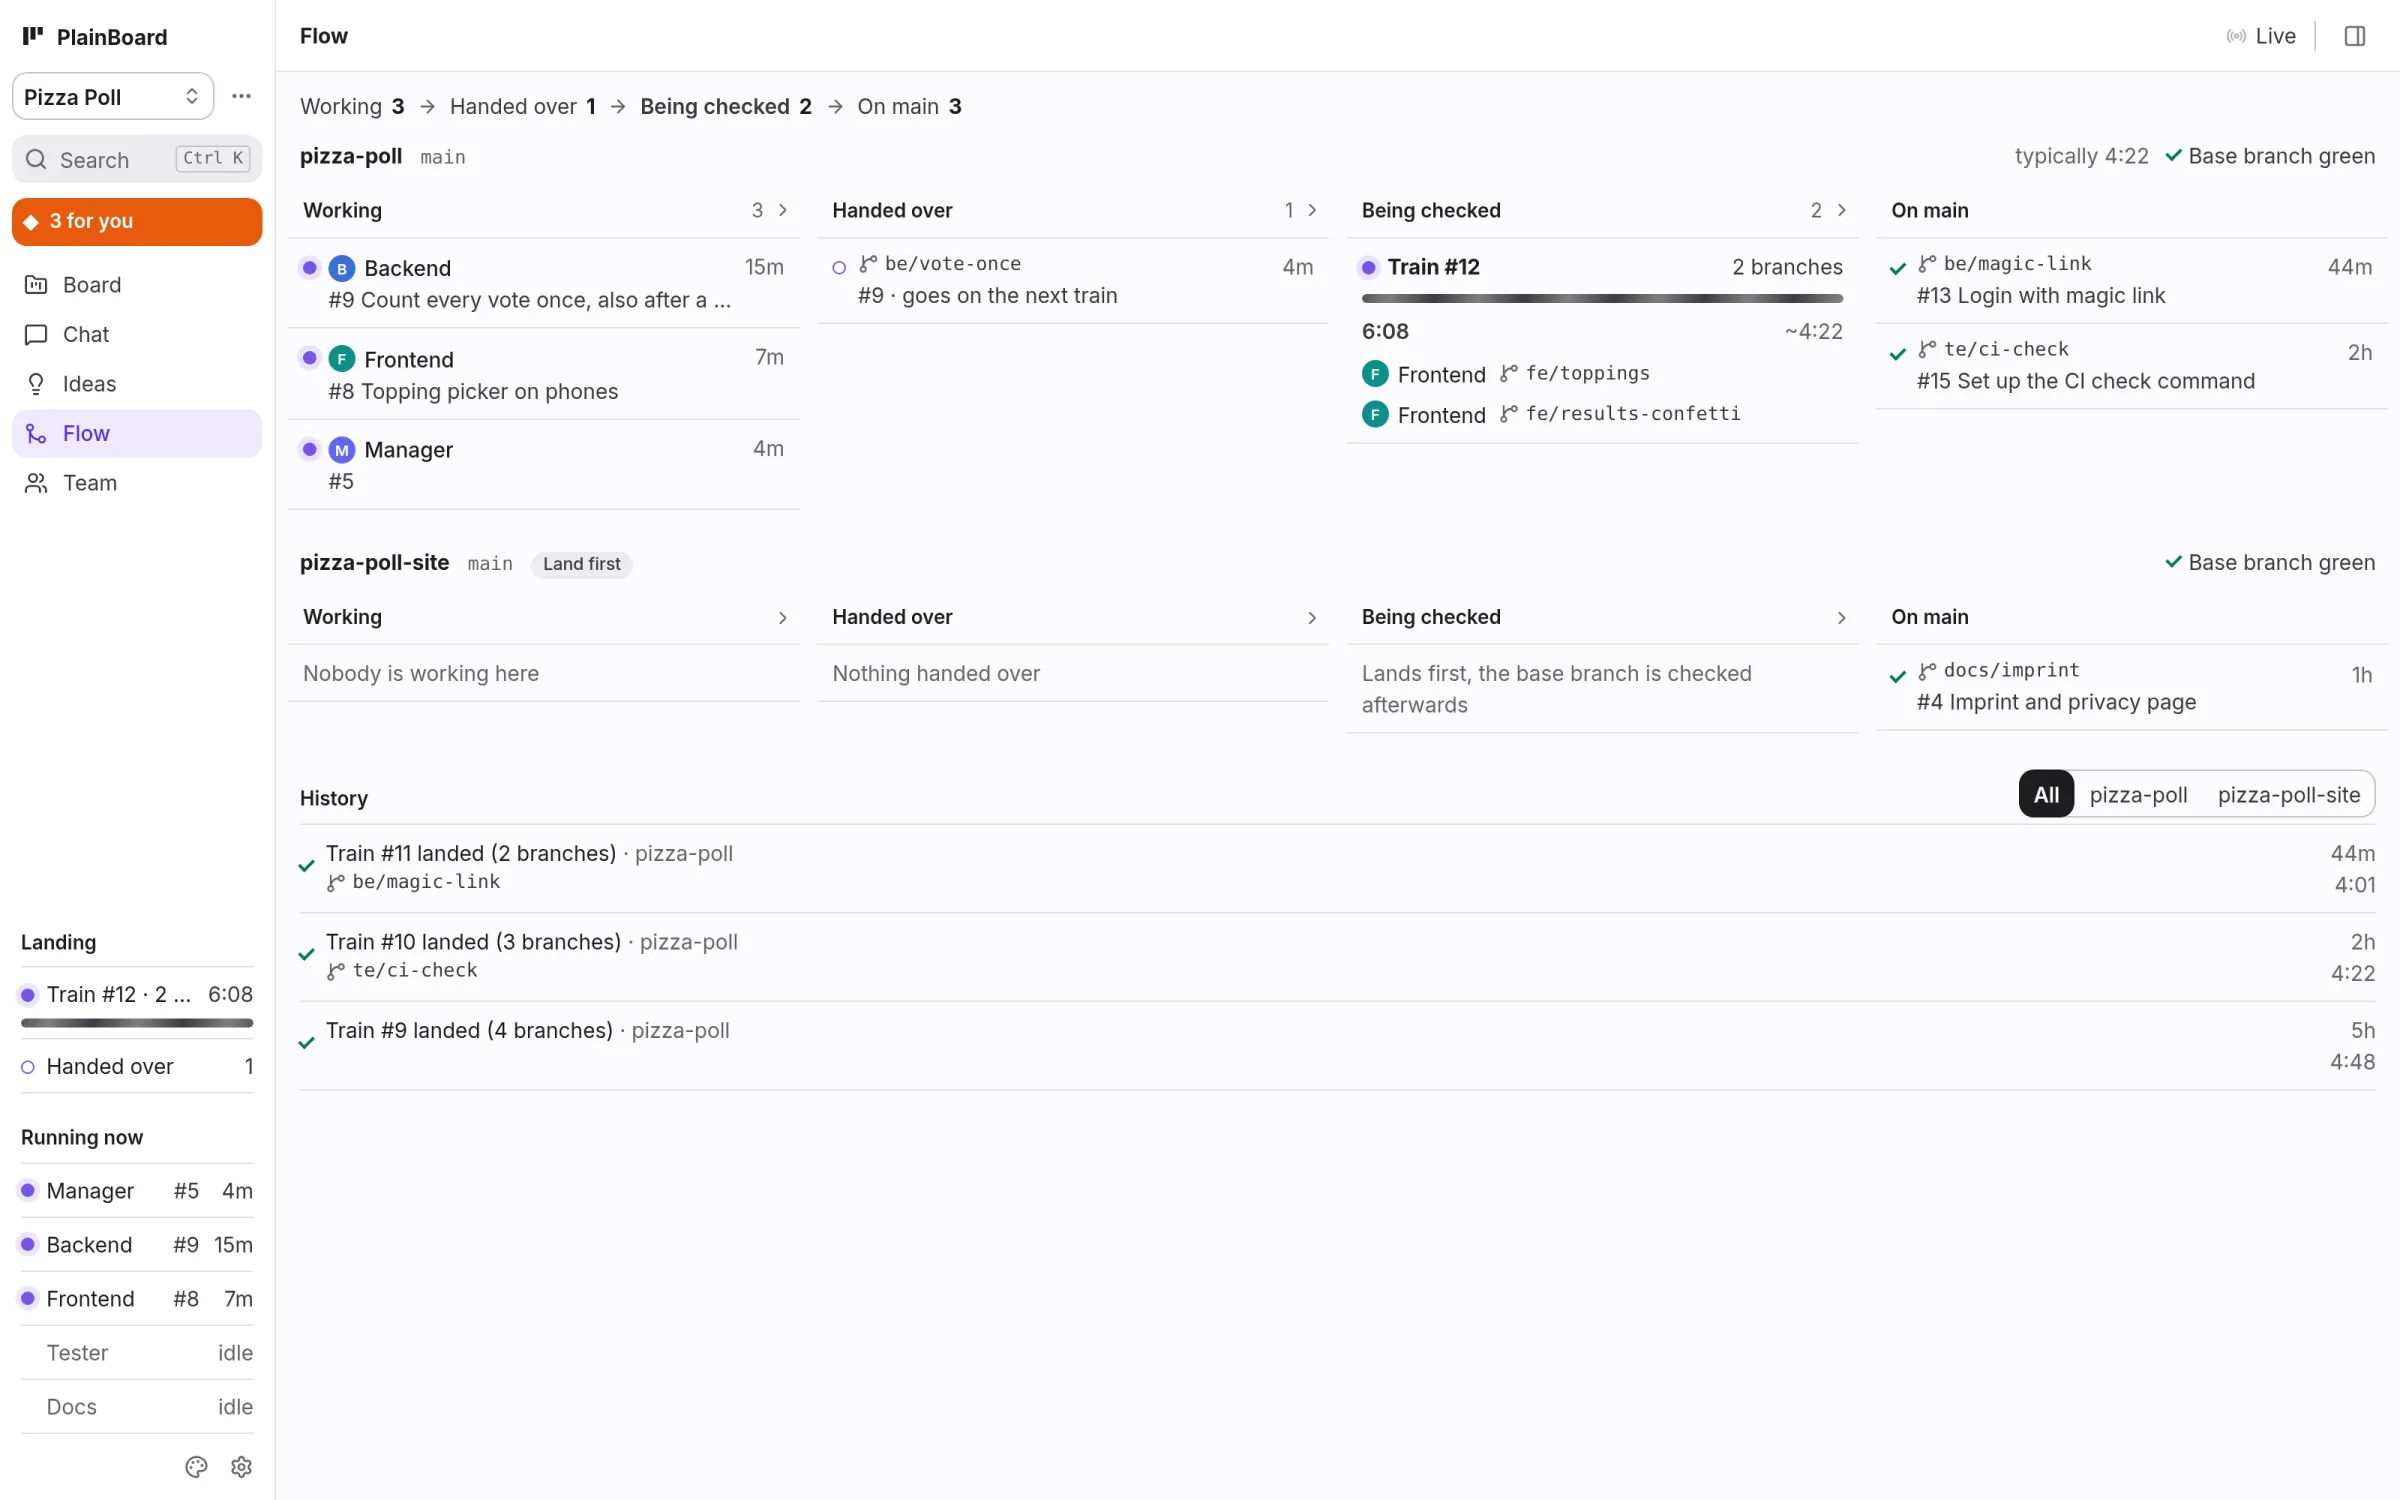 PlainBoard
Pizza Poll
Search Ctrl K
3 for you
Board
Chat
Ideas
Flow
Team
Landing
Train #12 · 2 ... 6:08
Handed over 1
Running now
Manager #5 4m
Backend #9 15m
Frontend #8 7m
Tester idle
Docs idle
Flow
Live
Working 3 → Handed over 1 → Being checked 2 → On main 3
pizza-poll main
typically 4:22 Base branch green
Working 3
B Backend 15m
#9 Count every vote once, also after a ...
F Frontend 7m
#8 Topping picker on phones
M Manager 4m
#5
Handed over 1
be/vote-once 4m
#9 · goes on the next train
Being checked 2
Train #12 2 branches
6:08 ~4:22
F Frontend fe/toppings
F Frontend fe/results-confetti
On main
be/magic-link 44m
#13 Login with magic link
te/ci-check 2h
#15 Set up the CI check command
pizza-poll-site main Land first
Base branch green
Working
Nobody is working here
Handed over
Nothing handed over
Being checked
Lands first, the base branch is checked
afterwards
On main
docs/imprint 1h
#4 Imprint and privacy page
History
All pizza-poll pizza-poll-site
Train #11 landed (2 branches) · pizza-poll 44m
be/magic-link 4:01
Train #10 landed (3 branches) · pizza-poll 2h
te/ci-check 4:22
Train #9 landed (4 branches) · pizza-poll 5h
4:48